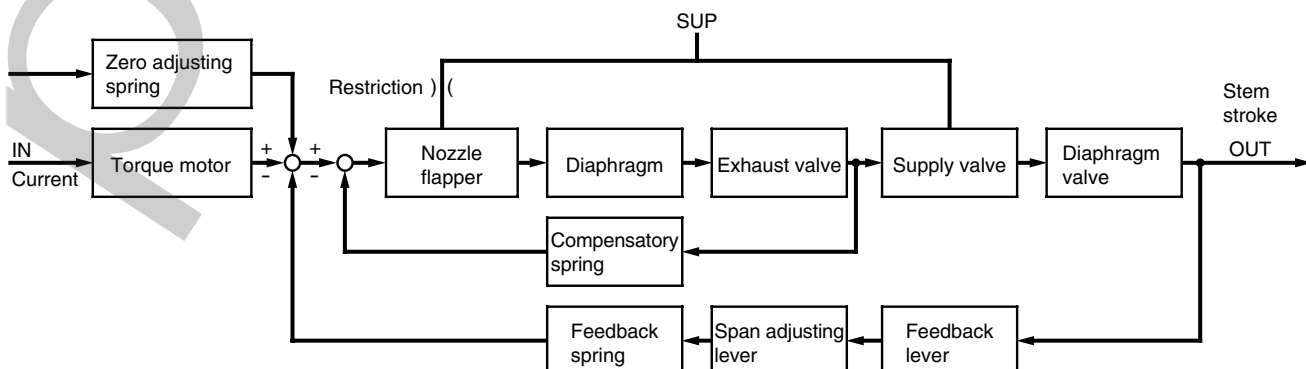 SUP
Zero adjusting
spring
Restriction ) (
Stem
stroke
IN
Current
Torque motor
+
-
+
-
Nozzle
flapper
Diaphragm
Exhaust valve
Supply valve
Diaphragm
valve
OUT
Compensatory
spring
Feedback
spring
Span adjusting
lever
Feedback
lever